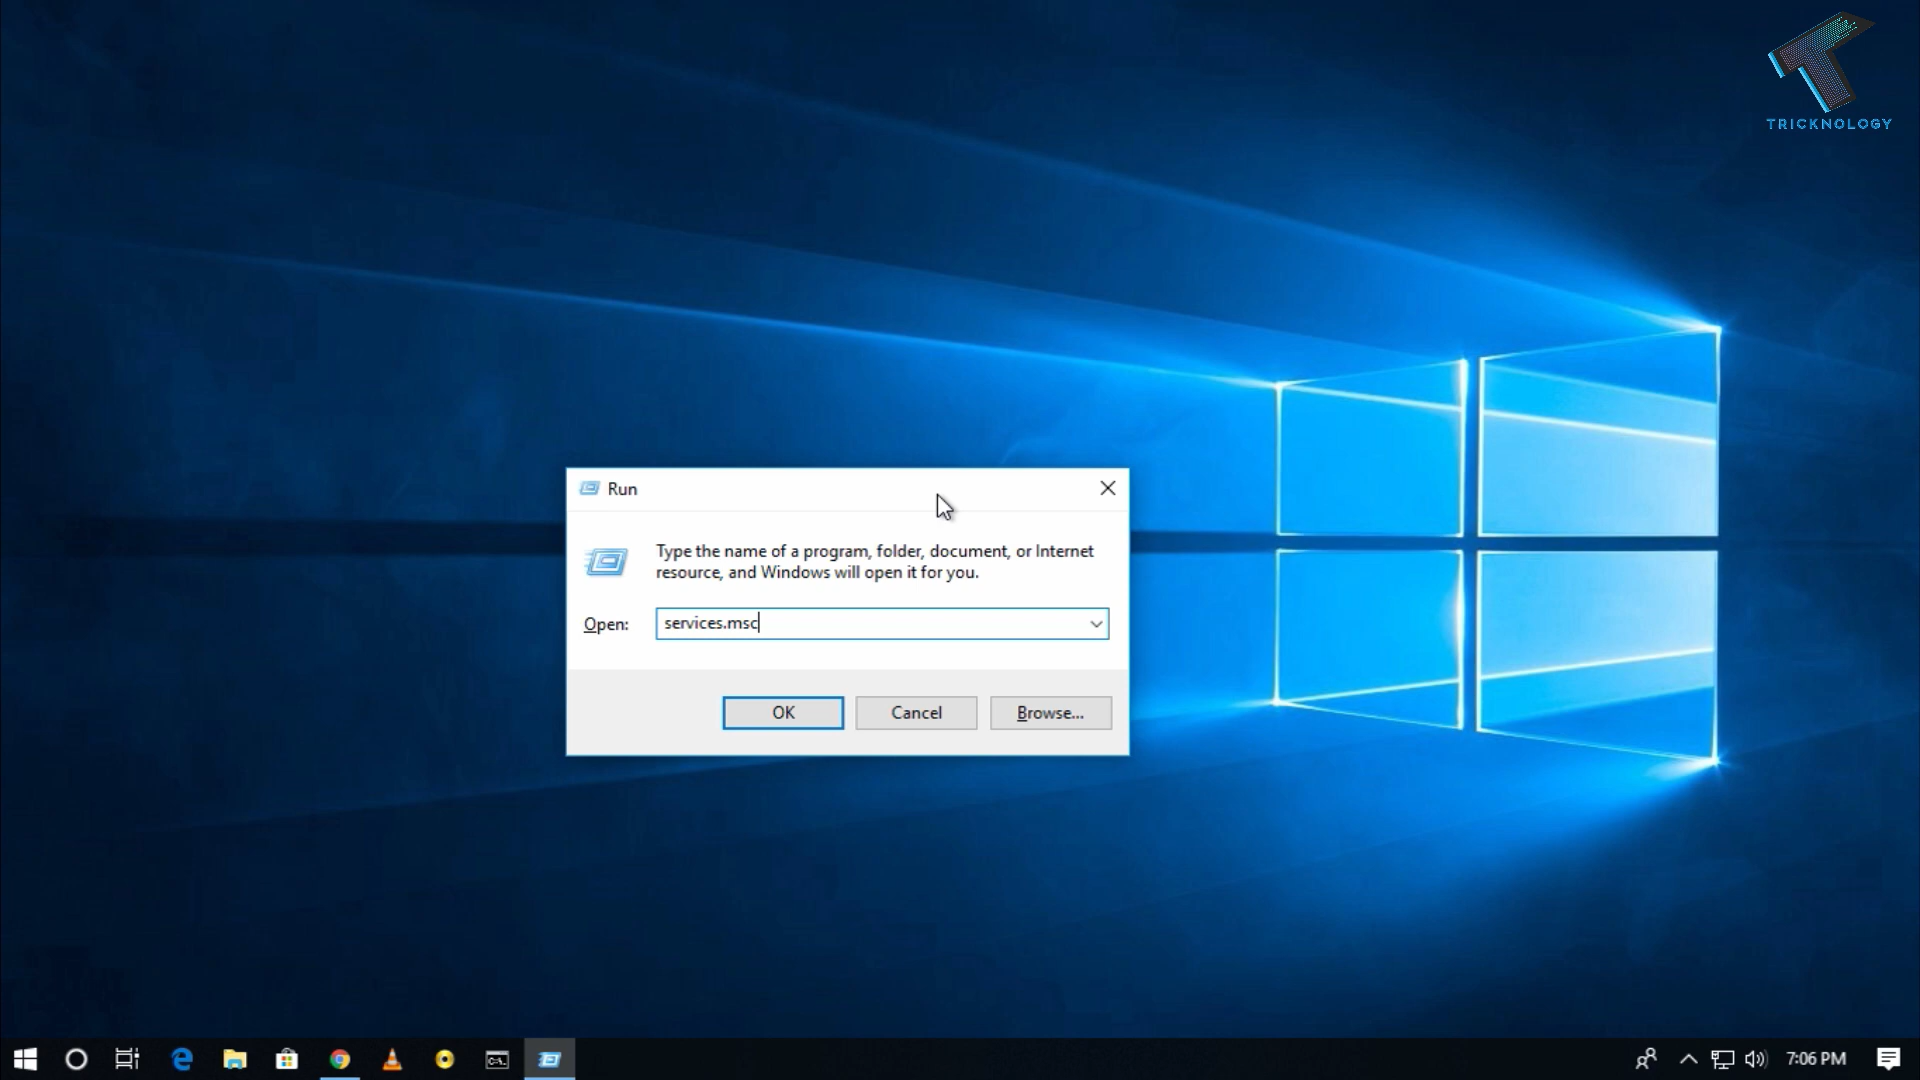 TRICKNOLOGY
Run
Type the name of a program, folder, document, or Internet
resource, and Windows will open it for you.
Open:
services.msc
OK
Cancel
Browse...
C:\.
7:06 PM